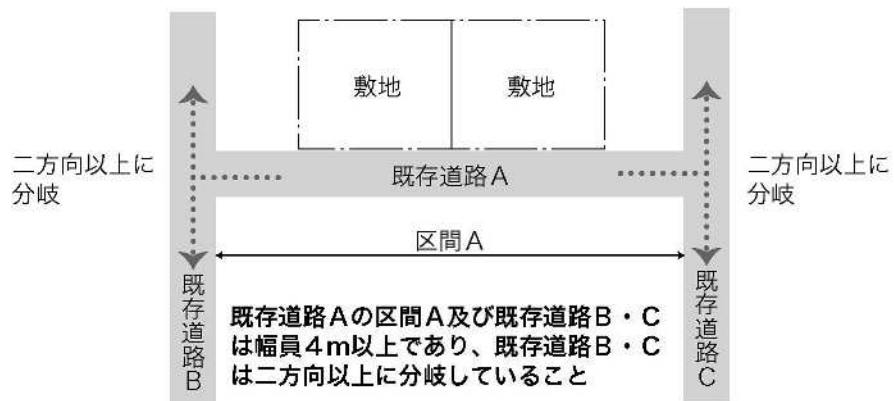 敷地
敷地
二方向以上に
分岐
既存道路A
二方向以上に
分岐
区間A
既存道路B
既存道路Aの区間A及び既存道路B・C
は幅員4m以上であり、既存道路B・C
は二方向以上に分岐していること
既存道路C